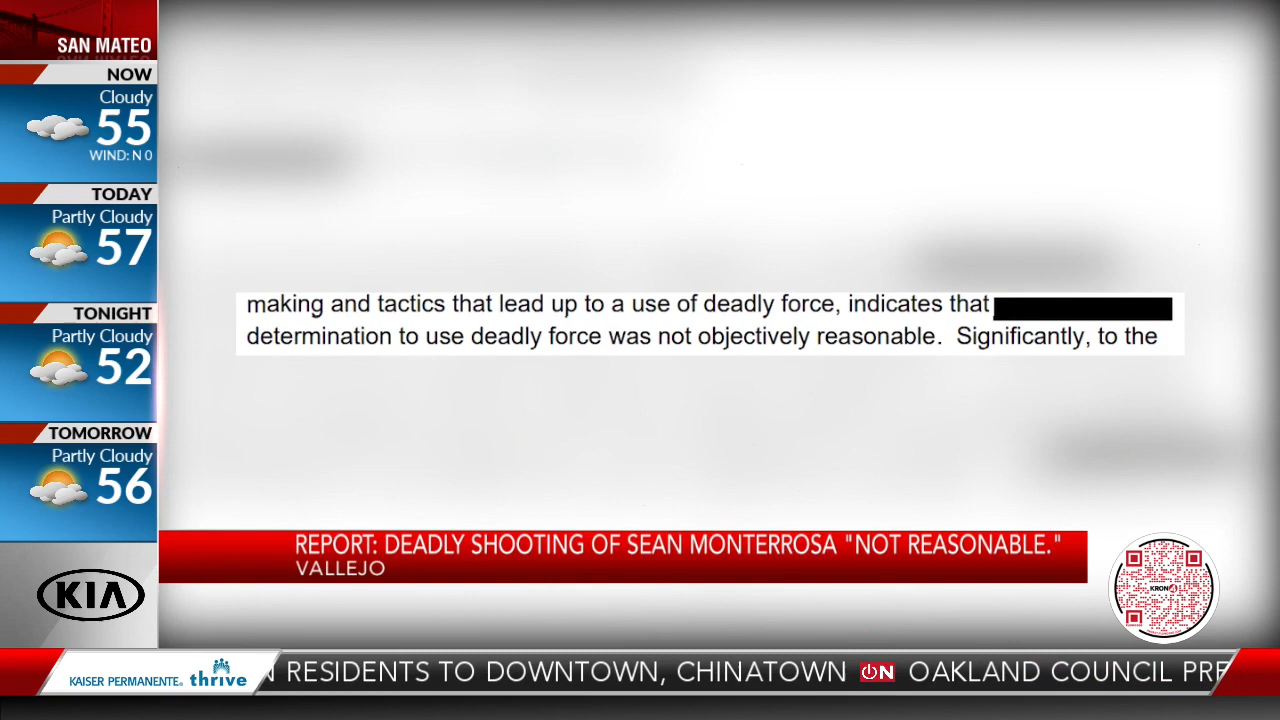 SAN MATEO
NOW
Cloudy
55
WIND: N 0
TODAY
Partly Cloudy
57
TONIGHT
Partly Cloudy
52
TOMORROW
Partly Cloudy
56
KIA
making and tactics that lead up to a use of deadly force, indicates that
determination to use deadly force was not objectively reasonable. Significantly, to the
REPORT: DEADLY SHOOTING OF SEAN MONTERROSA "NOT REASONABLE."
VALLEJO
KRON4
KAISER PERMANENTE® thrive
RESIDENTS TO DOWNTOWN, CHINATOWN ON OAKLAND COUNCIL PRE